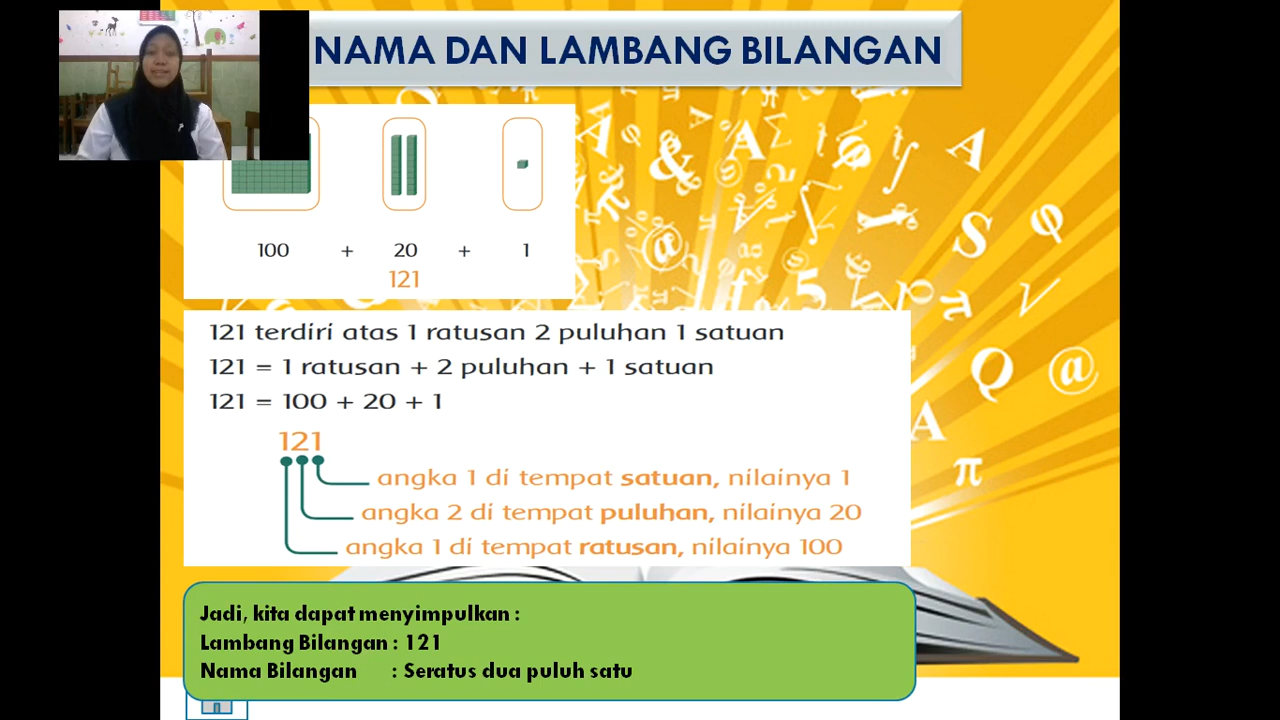 NAMA DAN LAMBANG BILANGAN
100 + 20 + 1
121
121 terdiri atas 1 ratusan 2 puluhan 1 satuan
121 = 1 ratusan + 2 puluhan + 1 satuan
121 = 100 + 20 + 1
121
angka 1 di tempat satuan, nilainya 1
angka 2 di tempat puluhan, nilainya 20
angka 1 di tempat ratusan, nilainya 100
Jadi, kita dapat menyimpulkan :
Lambang Bilangan : 121
Nama Bilangan : Seratus dua puluh satu